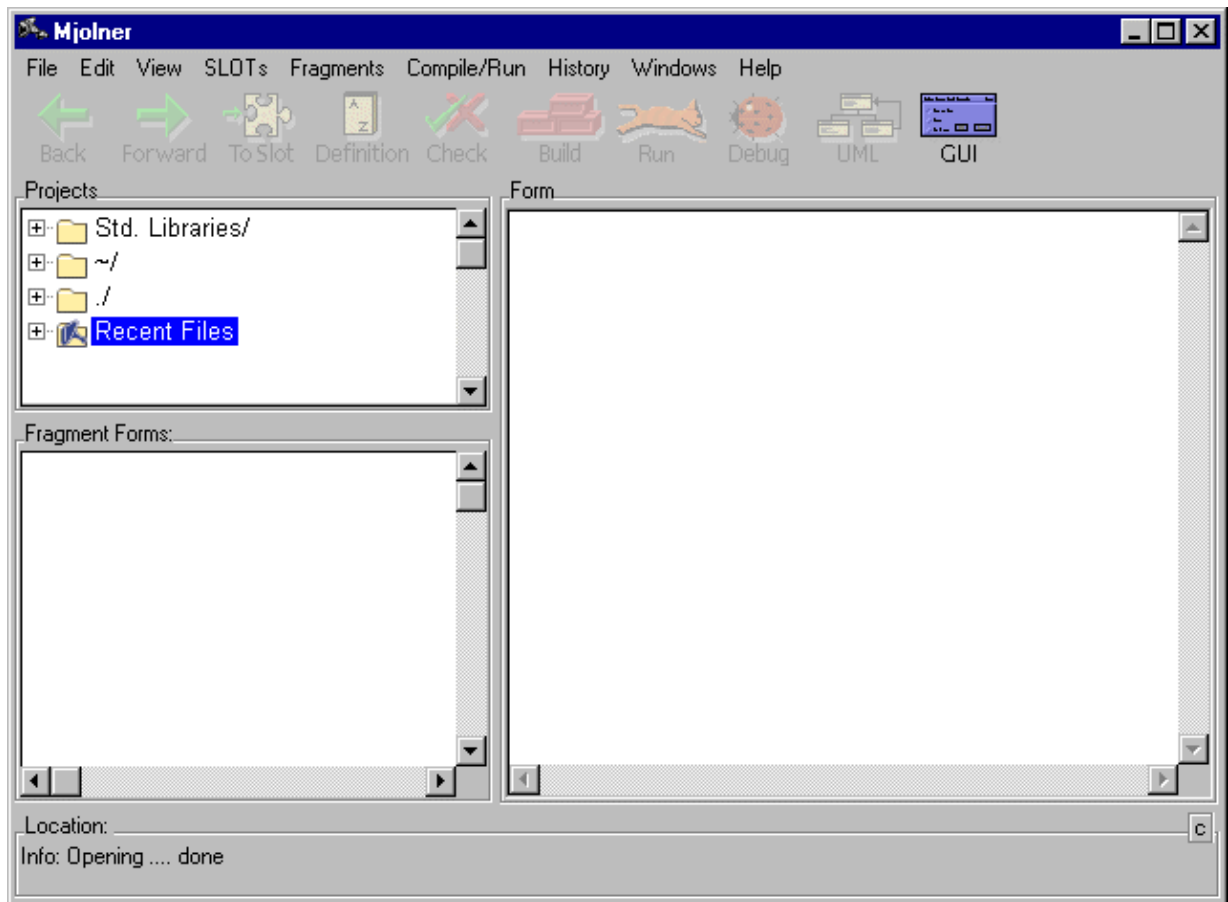 Mjolner
File Edit View SLOTs Fragments Compile/Run History Windows Help
Back Forward To Slot Definition Check Build Run Debug UML GUI
Projects
Std. Libraries/
~/
./
Recent Files
Form
Fragment Forms:
Location:
c
Info: Opening .... done